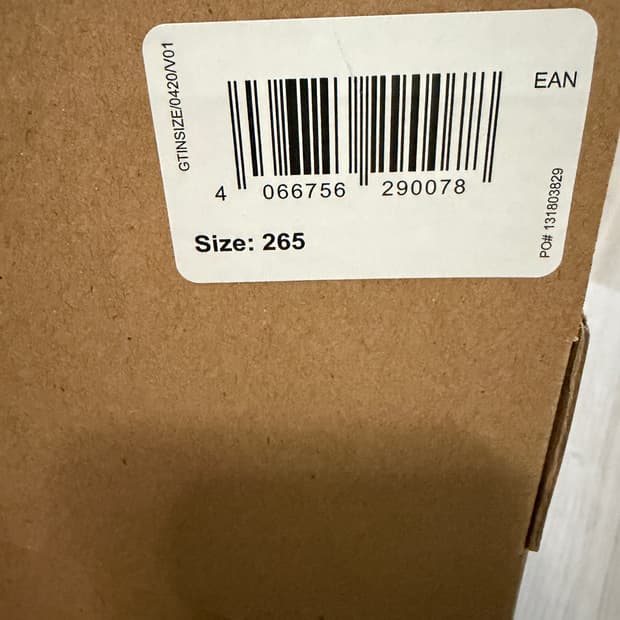 GTINSIZE/0420/V01
EAN
4 066756 290078
Size: 265
PO# 131803829